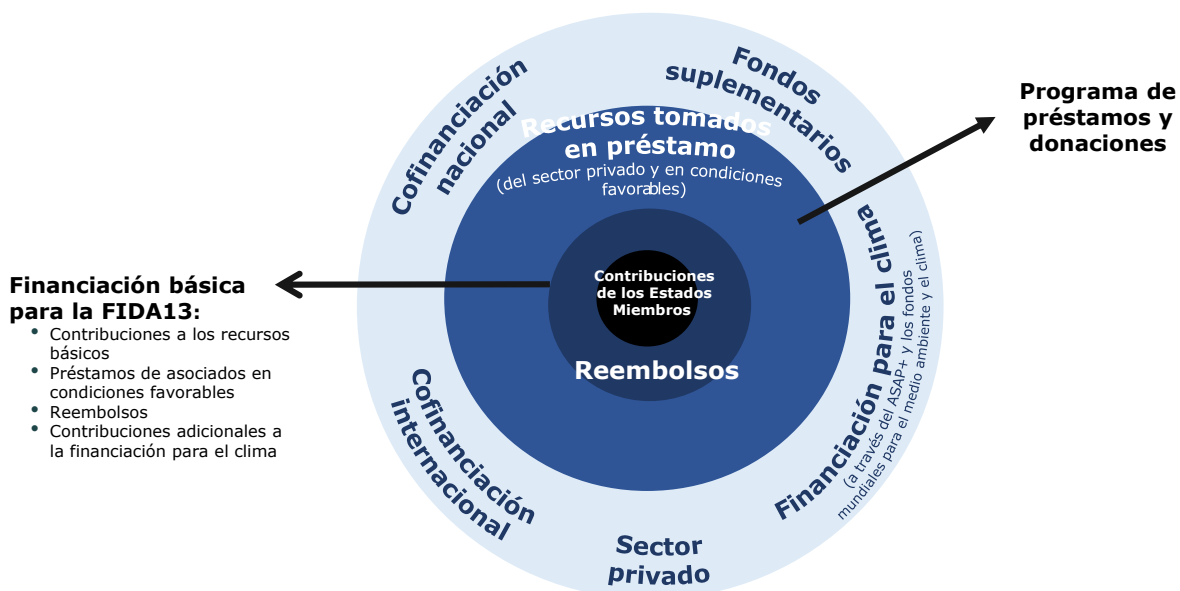 Cofinanciación
nacional
Fondos
suplementarios
Programa de
préstamos y
donaciones
Recursos tomados
en préstamo
(del sector privado y en condiciones
favorables)
Financiación para el clima
(a través del ASAP+ y los fondos
mundiales para el medio ambiente y el clima)
Contribuciones
de los Estados
Miembros
Reembolsos
Financiación básica
para la FIDA13:
• Contribuciones a los recursos
básicos
• Préstamos de asociados en
condiciones favorables
• Reembolsos
• Contribuciones adicionales a
la financiación para el clima
Cofinanciación
internacional
Sector
privado